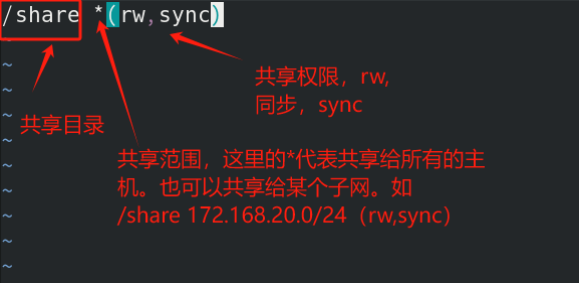 /share *(rw,sync)
~
~
共享权限，rw,
~
同步，sync
~
共享目录
~
共享范围，这里的*代表共享给所有的主
~
机。也可以共享给某个子网。如
~
/share 172.168.20.0/24（rw,sync）
~
~
~
~